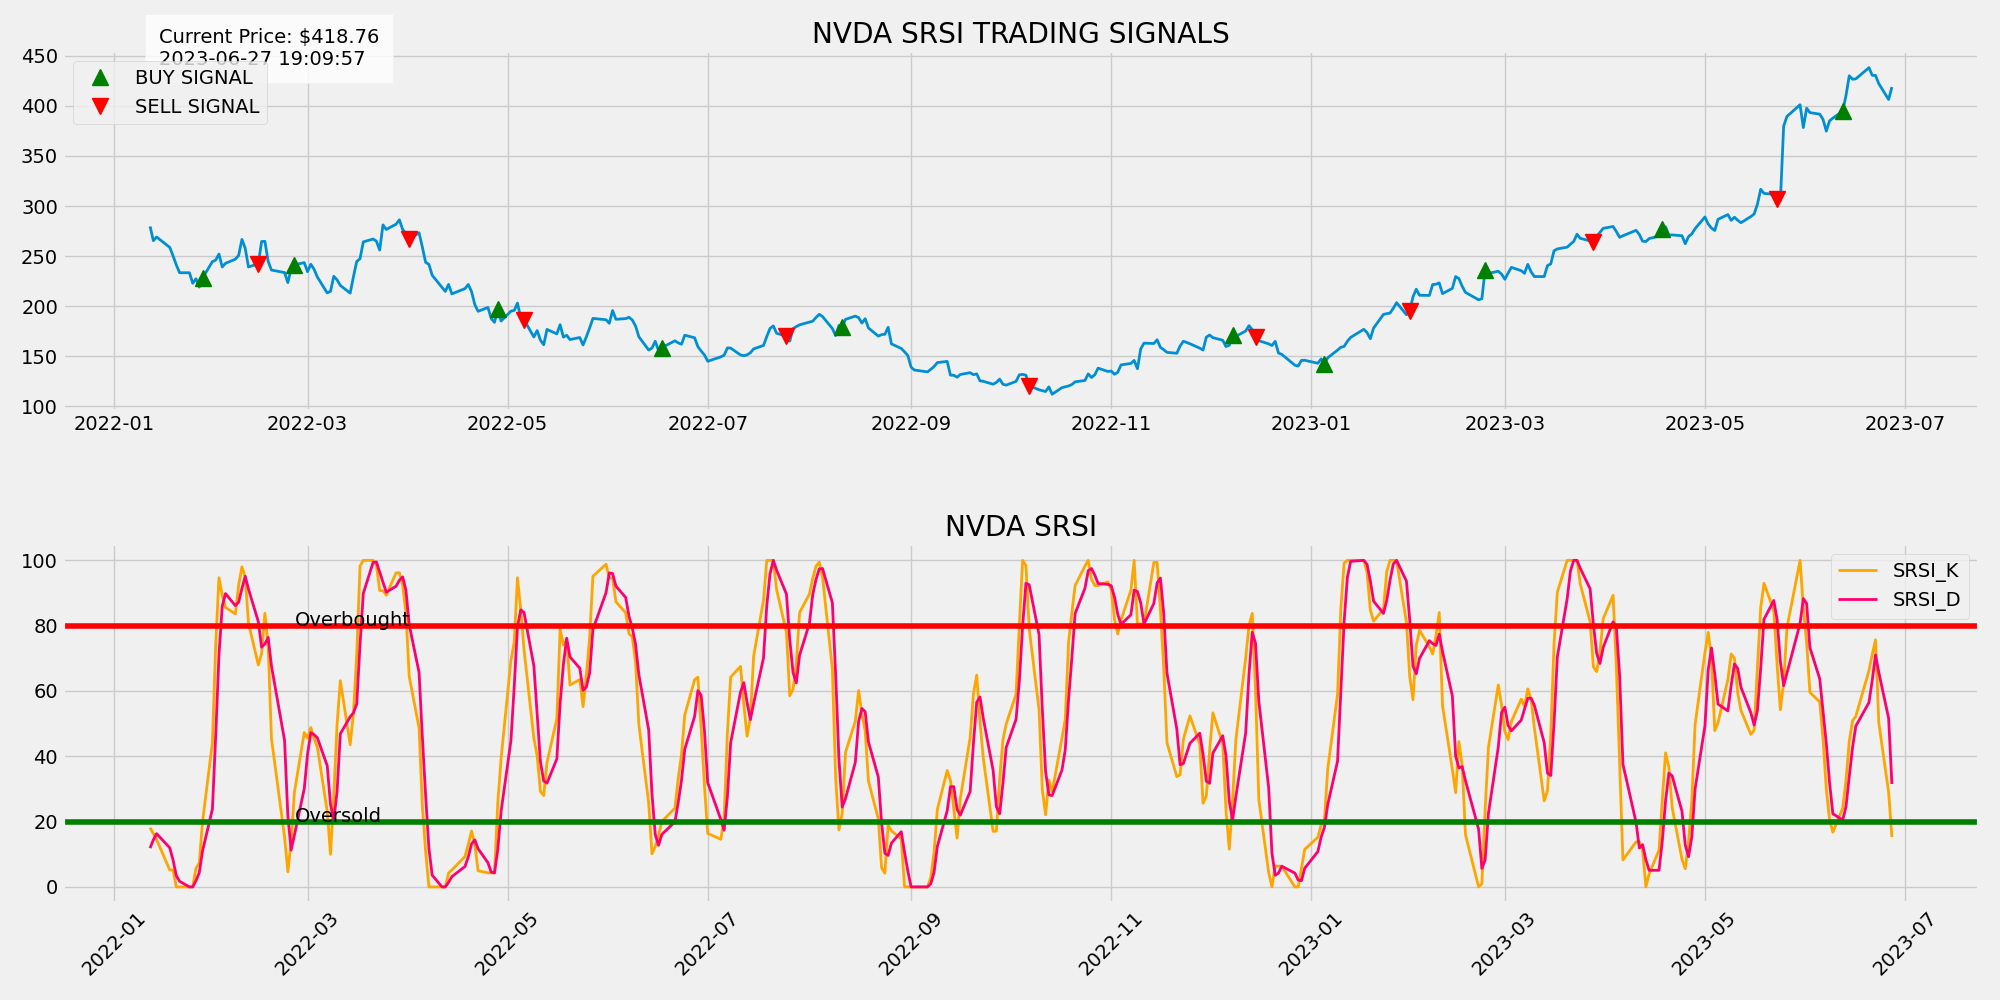 NVDA SRSI TRADING SIGNALS
Current Price: $418.76
2023-06-27 19:09:57
BUY SIGNAL
SELL SIGNAL
450
400
350
300
250
200
150
100
2022-01 2022-03 2022-05 2022-07 2022-09 2022-11 2023-01 2023-03 2023-05 2023-07
NVDA SRSI
SRSI_K
SRSI_D
Overbought
Oversold
100
80
60
40
20
0
2022-01 2022-03 2022-05 2022-07 2022-09 2022-11 2023-01 2023-03 2023-05 2023-07